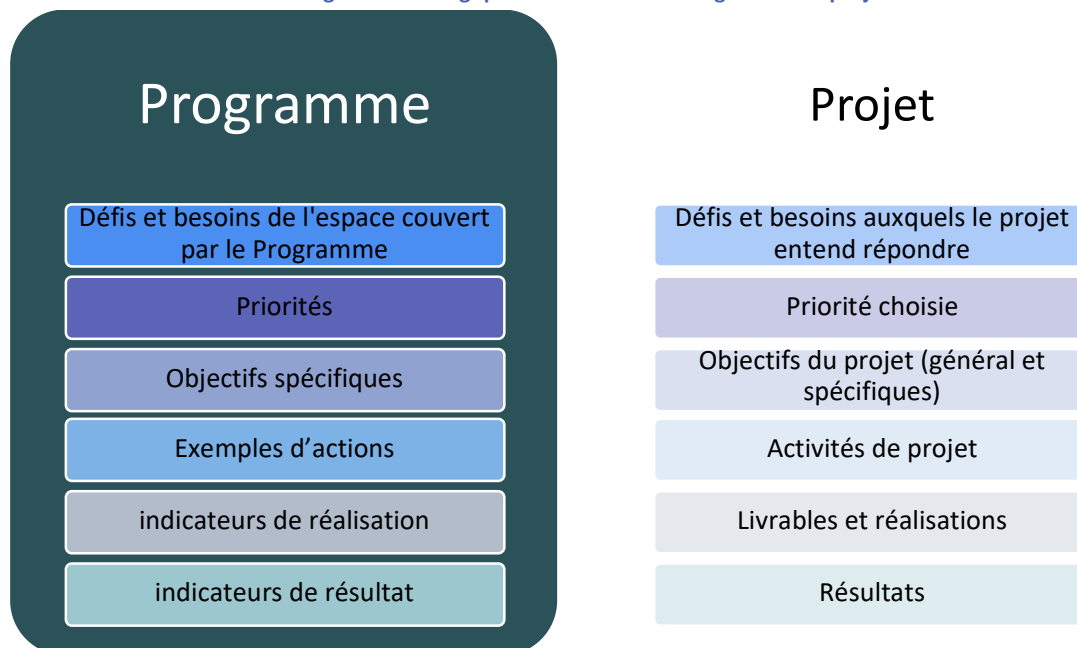 Programme
Projet
Défis et besoins de l'espace couvert
par le Programme
Défis et besoins auxquels le projet
entend répondre
Priorités
Priorité choisie
Objectifs spécifiques
Objectifs du projet (général et
spécifiques)
Exemples d’actions
Activités de projet
indicateurs de réalisation
Livrables et réalisations
indicateurs de résultat
Résultats